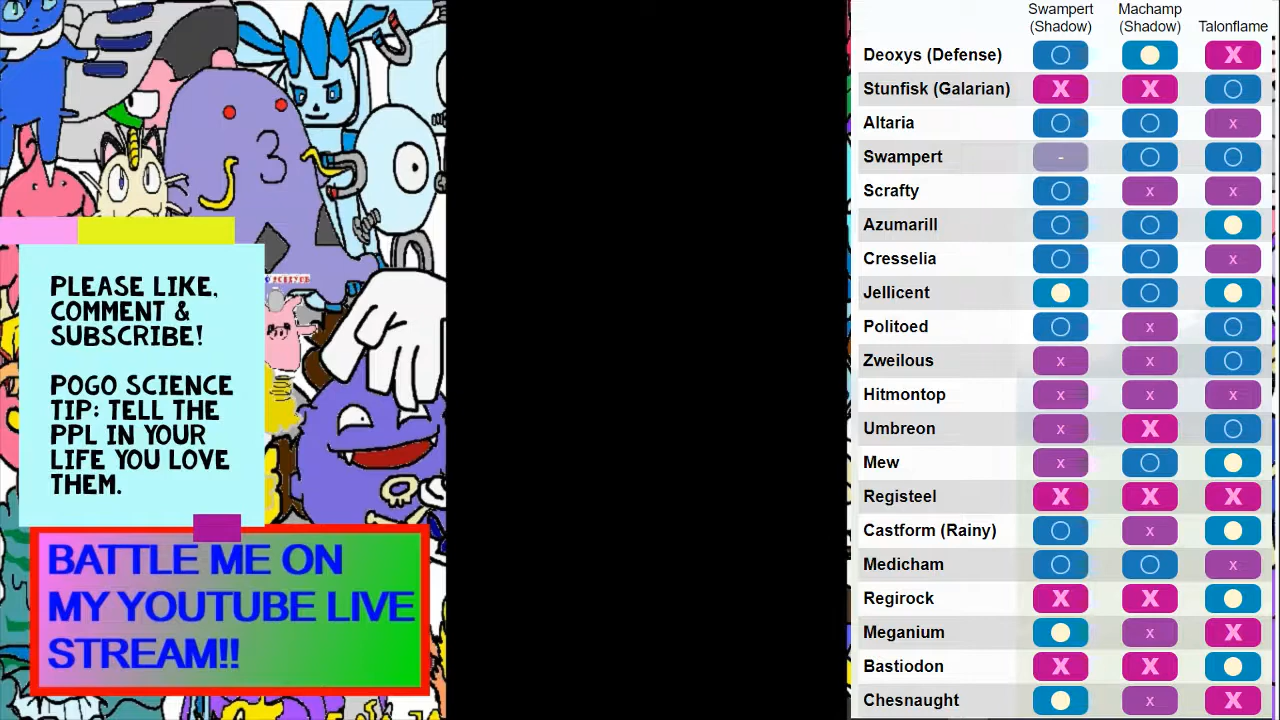 PLEASE LIKE,
COMMENT &
SUBSCRIBE!
POGO SCIENCE
TIP: TELL THE
PPL IN YOUR
LIFE YOU LOVE
THEM.
BATTLE ME ON
MY YOUTUBE LIVE
STREAM!!
3
Swampert (Shadow) Machamp (Shadow) Talonflame
Deoxys (Defense) X
Stunfisk (Galarian) X X
Altaria x
Swampert -
Scrafty x x
Azumarill
Cresselia x
Jellicent
Politoed x
Zweilous x x
Hitmontop x x x
Umbreon x X
Mew x
Registeel X X X
Castform (Rainy) x
Medicham x
Regirock X X
Meganium x X
Bastiodon X X
Chesnaught x X